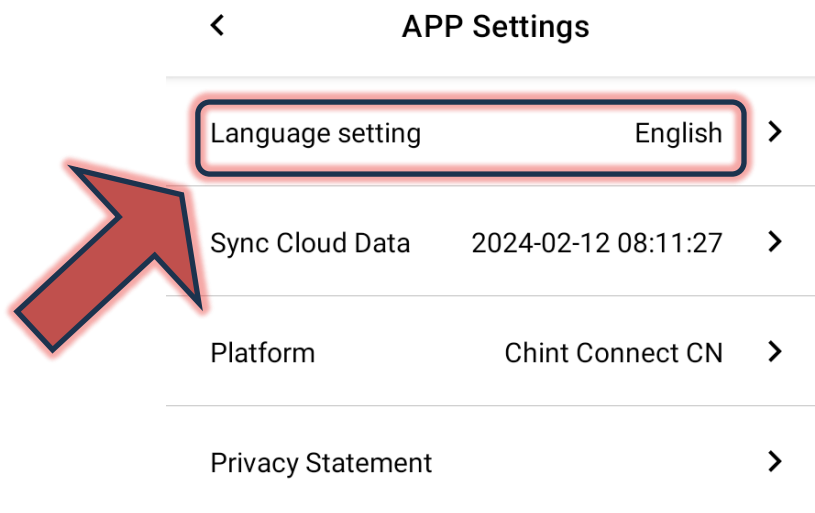 APP Settings
Language setting English
Sync Cloud Data 2024-02-12 08:11:27
Platform Chint Connect CN
Privacy Statement